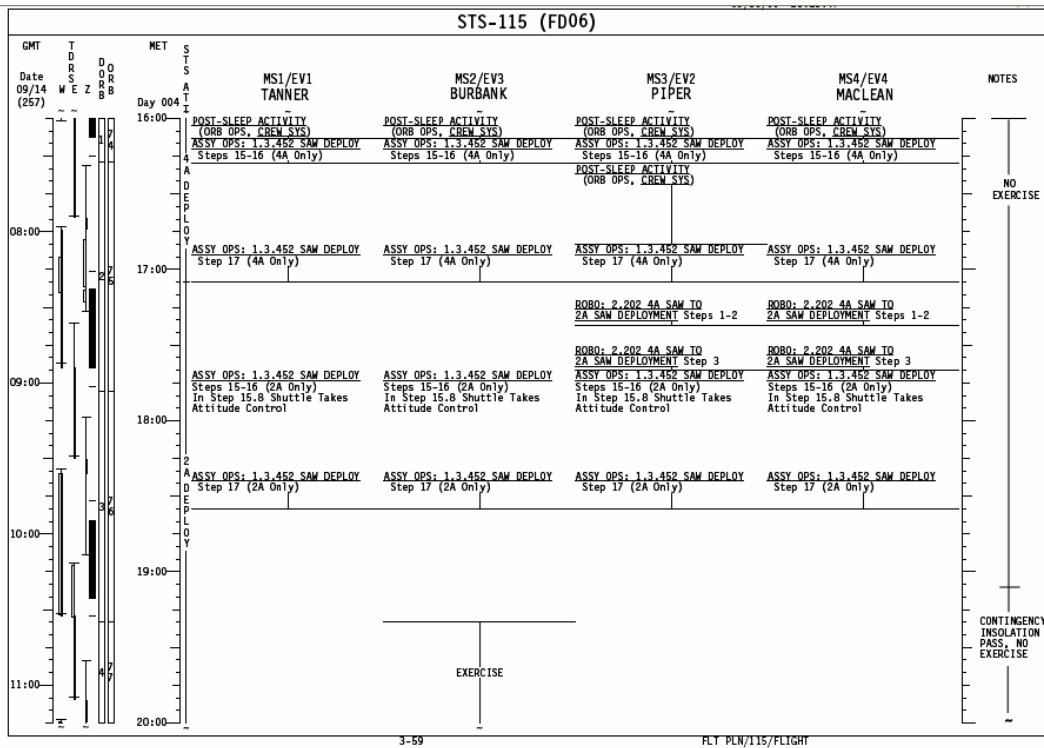 STS-115 (FD06)
GMT
Date
09/14
(257)
TDRS
W E Z
DORB
ORB
MET
Day 004
STS ATT
MS1/EV1
TANNER
MS2/EV3
BURBANK
MS3/EV2
PIPER
MS4/EV4
MACLEAN
NOTES
16:00
POST-SLEEP ACTIVITY
(ORB OPS, CREW SYS)
ASSY OPS: 1.3.452 SAW DEPLOY
Steps 15-16 (4A Only)
POST-SLEEP ACTIVITY
(ORB OPS, CREW SYS)
ASSY OPS: 1.3.452 SAW DEPLOY
Steps 15-16 (4A Only)
POST-SLEEP ACTIVITY
(ORB OPS, CREW SYS)
ASSY OPS: 1.3.452 SAW DEPLOY
Steps 15-16 (4A Only)
POST-SLEEP ACTIVITY
(ORB OPS, CREW SYS)
POST-SLEEP ACTIVITY
(ORB OPS, CREW SYS)
ASSY OPS: 1.3.452 SAW DEPLOY
Steps 15-16 (4A Only)
1
74
4A DEPLOY
NO
EXERCISE
08:00
2
75
17:00
ASSY OPS: 1.3.452 SAW DEPLOY
Step 17 (4A Only)
ASSY OPS: 1.3.452 SAW DEPLOY
Step 17 (4A Only)
ASSY OPS: 1.3.452 SAW DEPLOY
Step 17 (4A Only)
ASSY OPS: 1.3.452 SAW DEPLOY
Step 17 (4A Only)
ROBO: 2.202 4A SAW TO
2A SAW DEPLOYMENT Steps 1-2
ROBO: 2.202 4A SAW TO
2A SAW DEPLOYMENT Steps 1-2
ROBO: 2.202 4A SAW TO
2A SAW DEPLOYMENT Step 3
ROBO: 2.202 4A SAW TO
2A SAW DEPLOYMENT Step 3
09:00
ASSY OPS: 1.3.452 SAW DEPLOY
Steps 15-16 (2A Only)
In Step 15.8 Shuttle Takes
Attitude Control
ASSY OPS: 1.3.452 SAW DEPLOY
Steps 15-16 (2A Only)
In Step 15.8 Shuttle Takes
Attitude Control
ASSY OPS: 1.3.452 SAW DEPLOY
Steps 15-16 (2A Only)
In Step 15.8 Shuttle Takes
Attitude Control
ASSY OPS: 1.3.452 SAW DEPLOY
Steps 15-16 (2A Only)
In Step 15.8 Shuttle Takes
Attitude Control
18:00
2A DEPLOY
ASSY OPS: 1.3.452 SAW DEPLOY
Step 17 (2A Only)
ASSY OPS: 1.3.452 SAW DEPLOY
Step 17 (2A Only)
ASSY OPS: 1.3.452 SAW DEPLOY
Step 17 (2A Only)
ASSY OPS: 1.3.452 SAW DEPLOY
Step 17 (2A Only)
3
76
10:00
19:00
CONTINGENCY
INSOLATION
PASS, NO
EXERCISE
4
77
EXERCISE
11:00
20:00
3-59
FLT PLN/115/FLIGHT